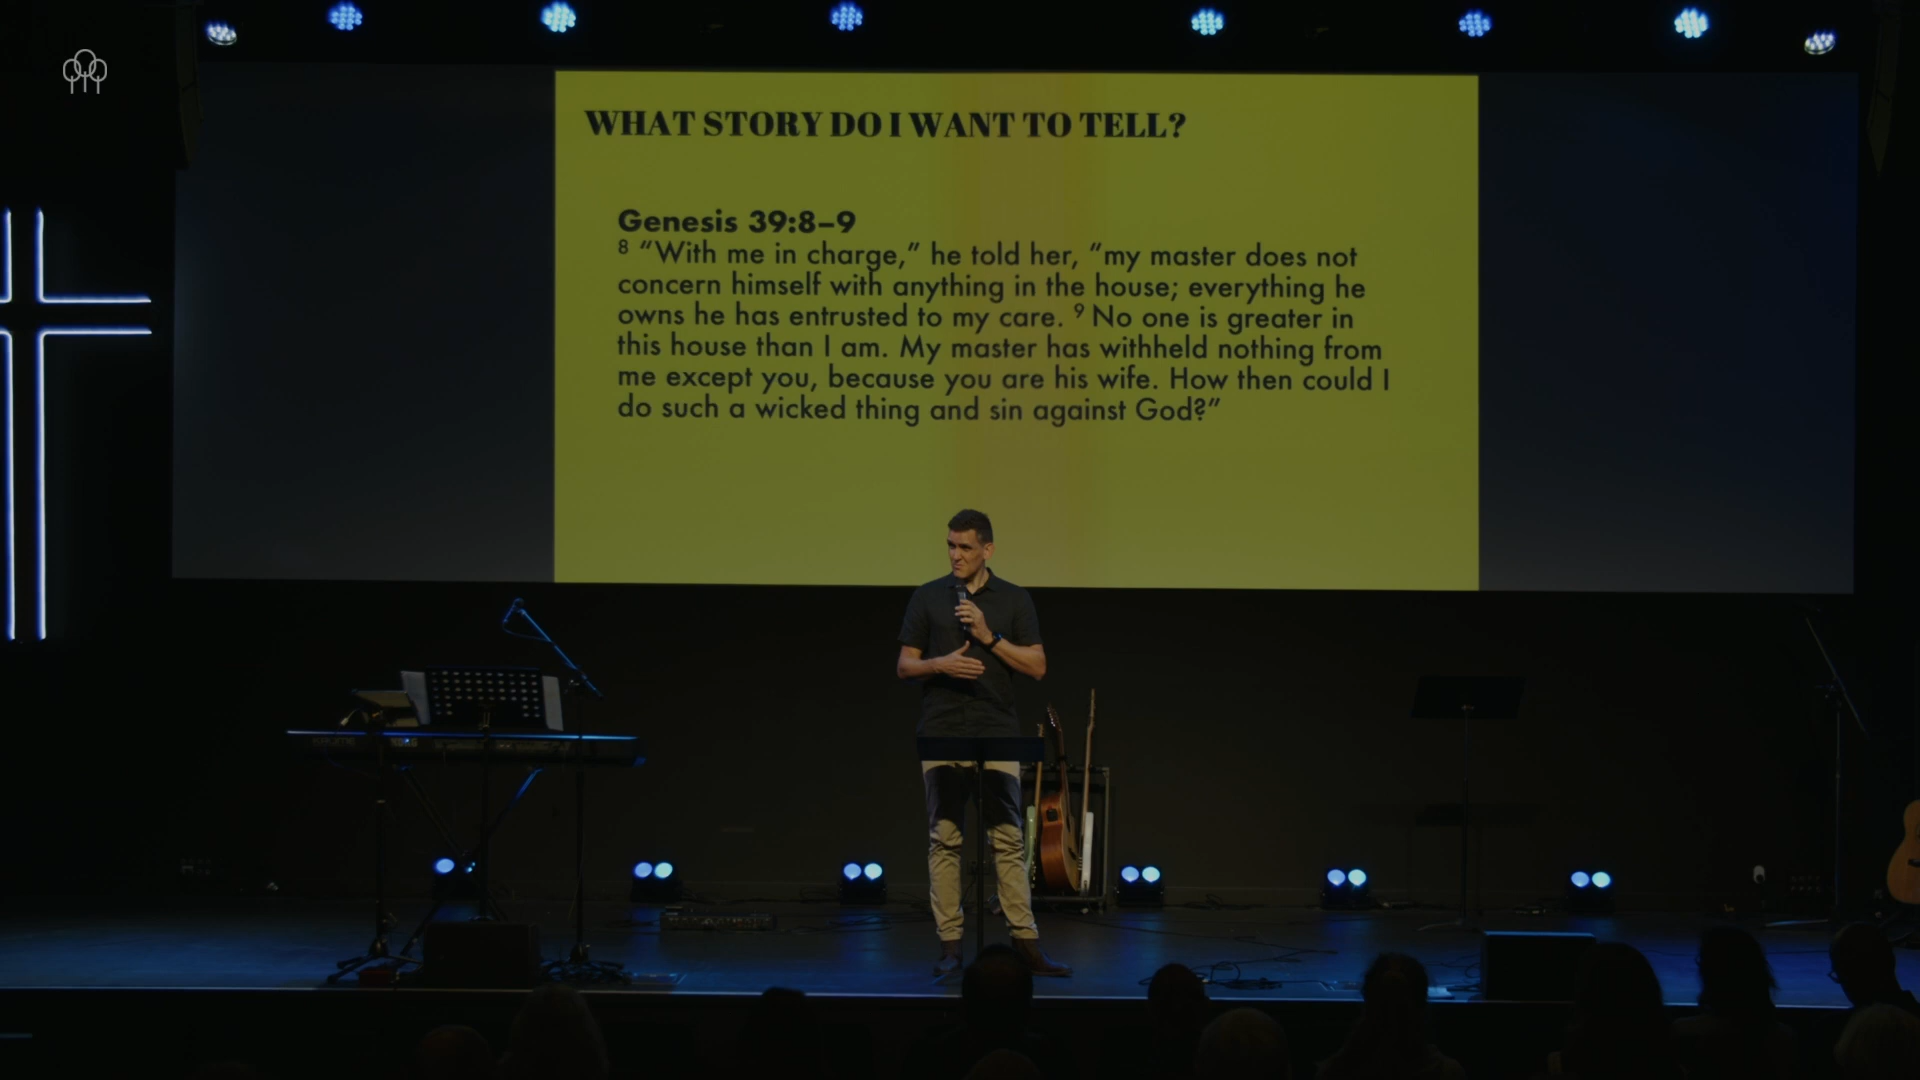 WHAT STORY DO I WANT TO TELL?
Genesis 39:8–9
⁸ “With me in charge,” he told her, “my master does not
concern himself with anything in the house; everything he
owns he has entrusted to my care. ⁹ No one is greater in
this house than I am. My master has withheld nothing from
me except you, because you are his wife. How then could I
do such a wicked thing and sin against God?”